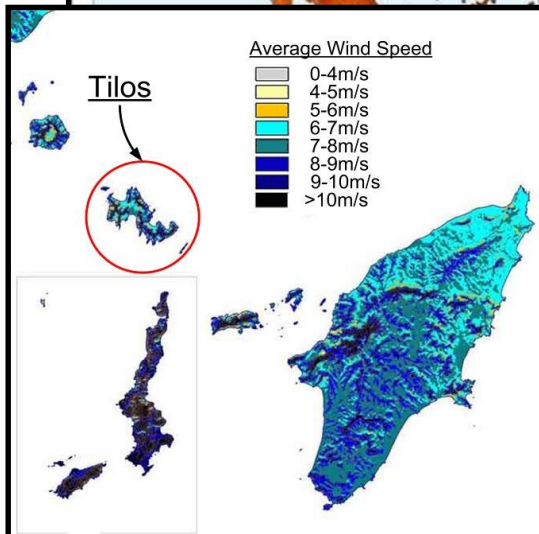 Average Wind Speed
Tilos
0-4m/s
4-5m/s
5-6m/s
6-7m/s
7-8m/s
8-9m/s
9-10m/s
>10m/s